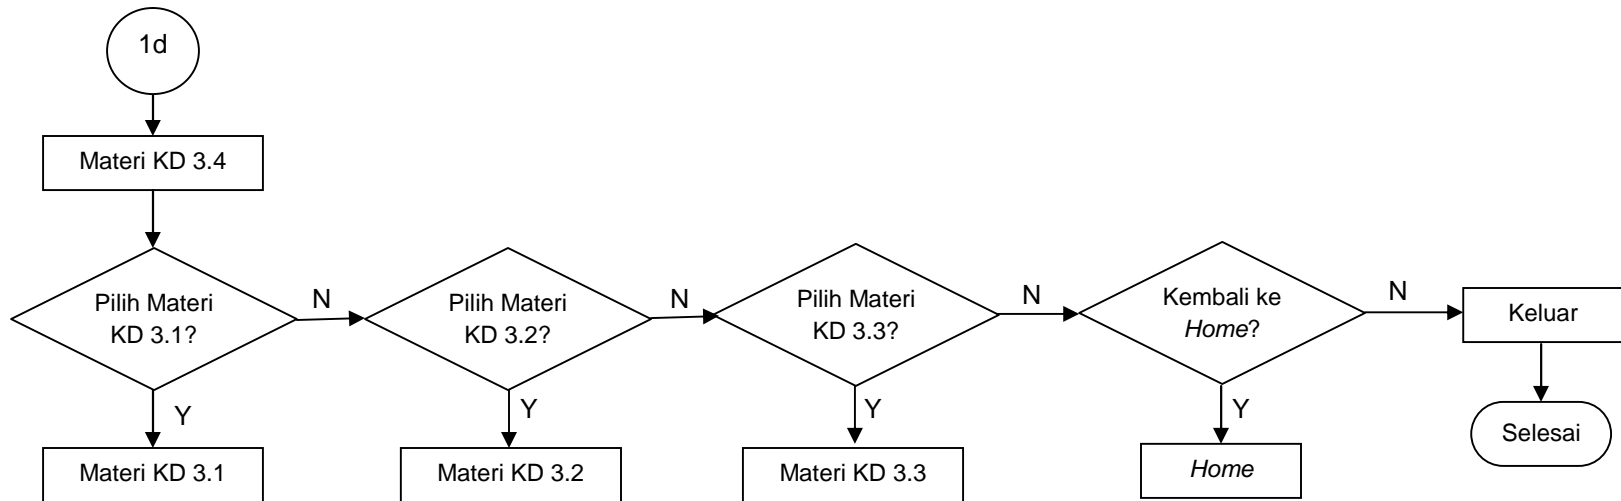 1d
Materi KD 3.4
Pilih Materi
KD 3.1?
N
Pilih Materi
KD 3.2?
N
Pilih Materi
KD 3.3?
N
Kembali ke
Home?
N
Keluar
Y
Y
Y
Y
Selesai
Materi KD 3.1
Materi KD 3.2
Materi KD 3.3
Home